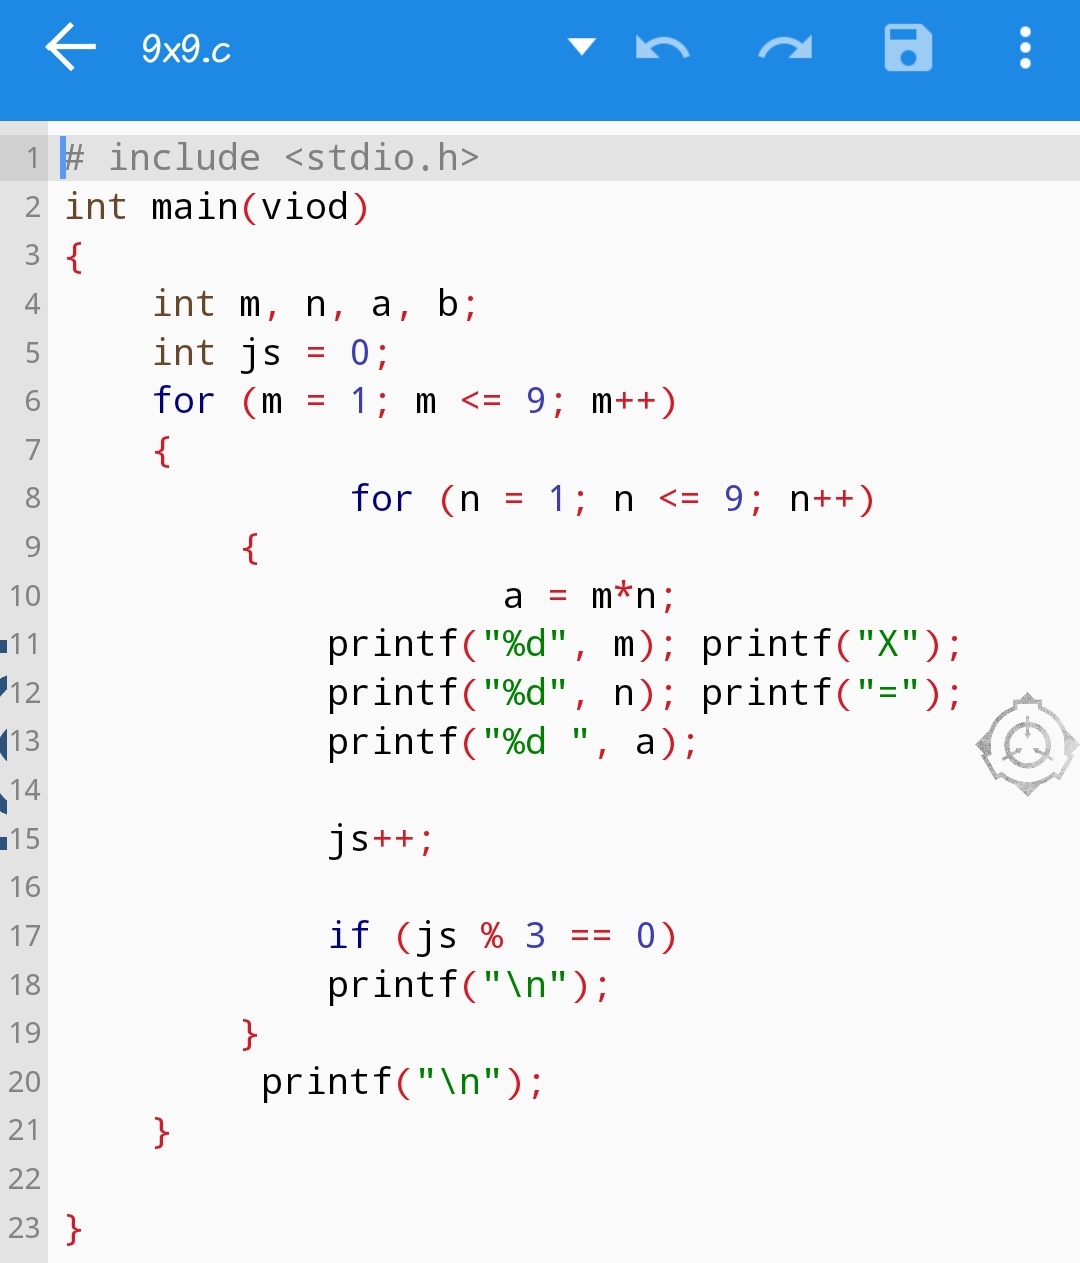 9x9.c
1 # include <stdio.h>
2 int main(viod)
3 {
4     int m, n, a, b;
5     int js = 0;
6     for (m = 1; m <= 9; m++)
7     {
8              for (n = 1; n <= 9; n++)
9         {
10                     a = m*n;
11             printf("%d", m); printf("X");
12             printf("%d", n); printf("=");
13             printf("%d ", a);
14
15             js++;
16
17             if (js % 3 == 0)
18             printf("\n");
19         }
20          printf("\n");
21     }
22
23 }